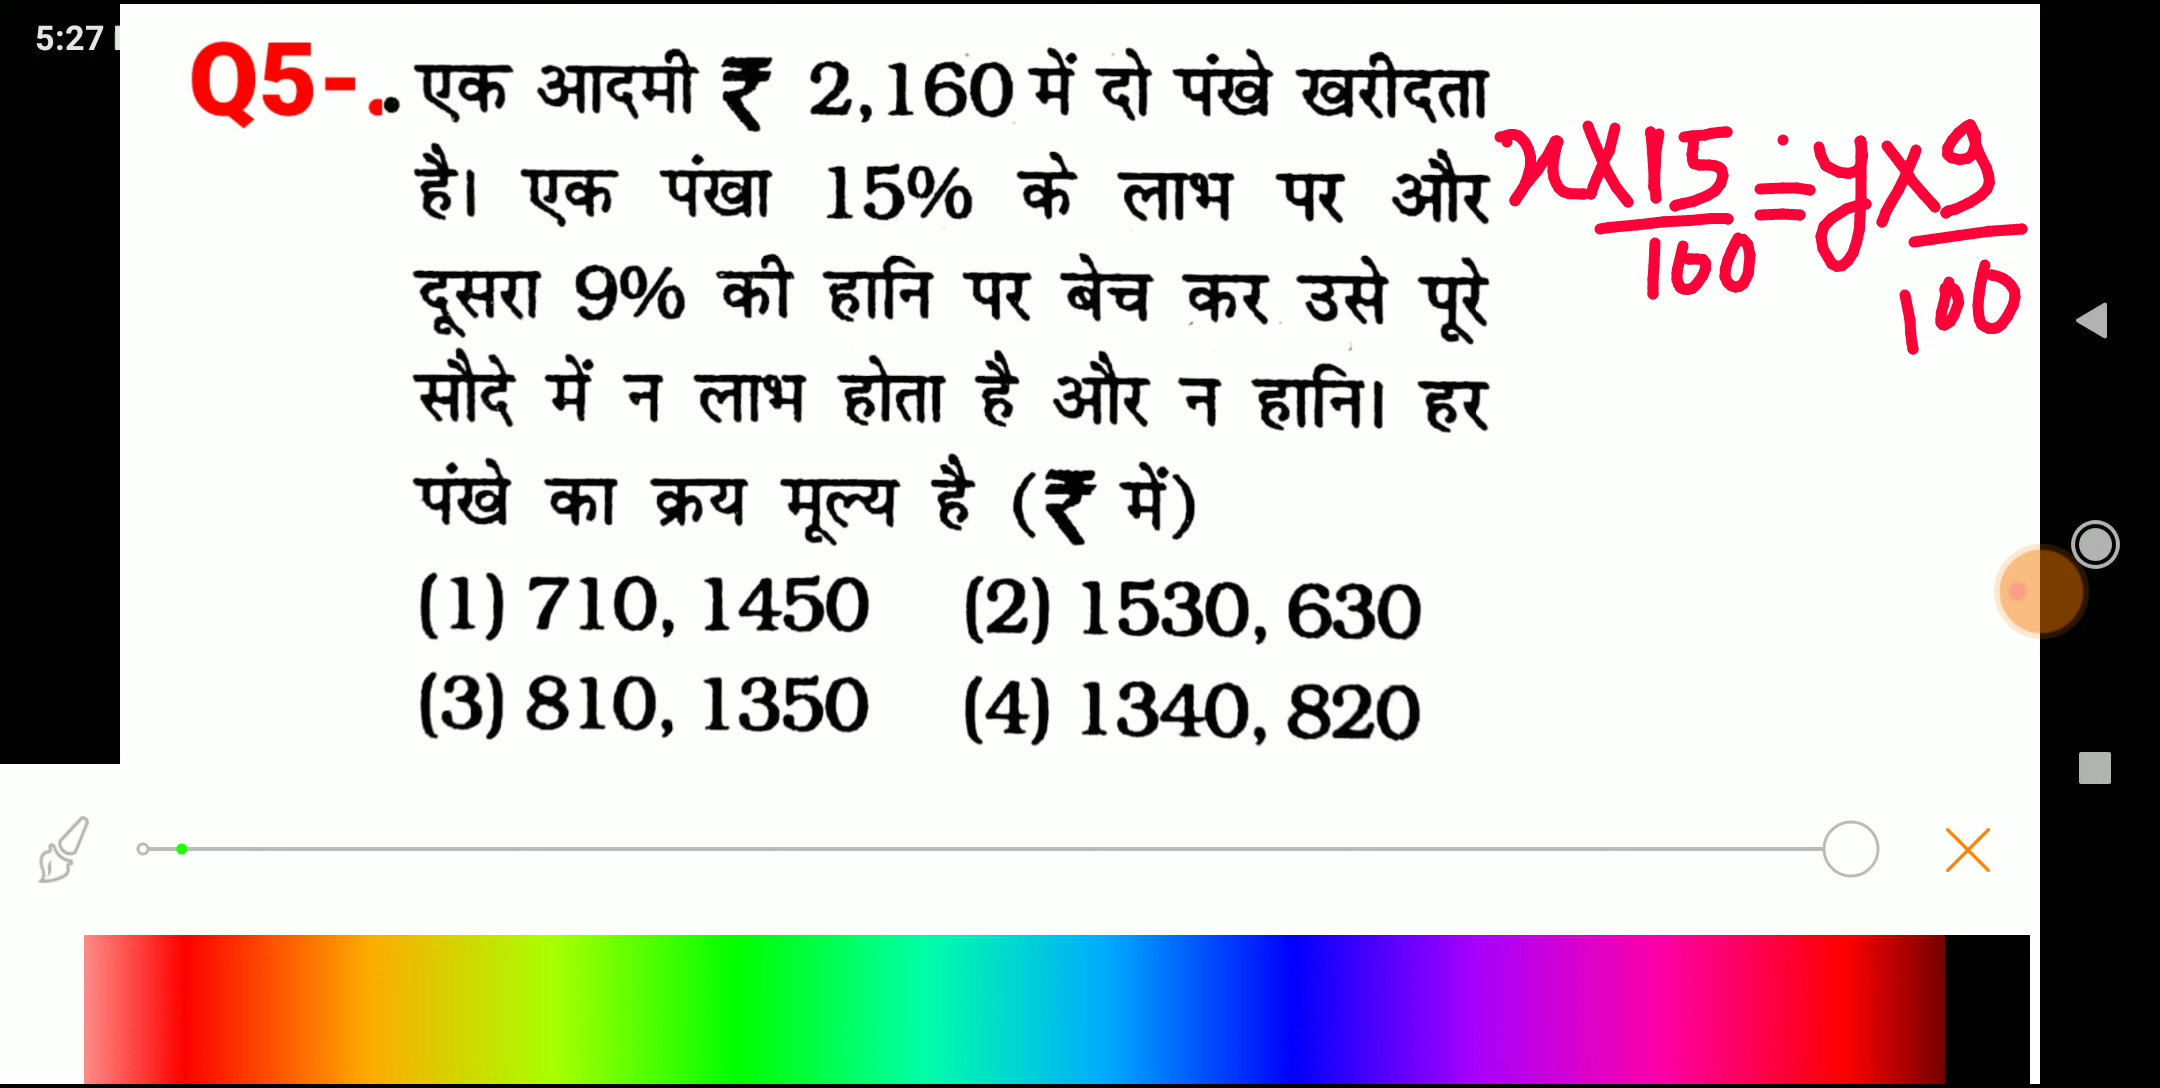 5:27
Q5-.. एक आदमी ₹ 2,160 में दो पंखे खरीदता
है। एक पंखा 15% के लाभ पर और
दूसरा 9% की हानि पर बेच कर उसे पूरे
सौदे में न लाभ होता है और न हानि। हर
पंखे का क्रय मूल्य है (₹ में)
(1) 710, 1450 (2) 1530, 630
(3) 810, 1350 (4) 1340, 820
x×15 = y×9
100 100